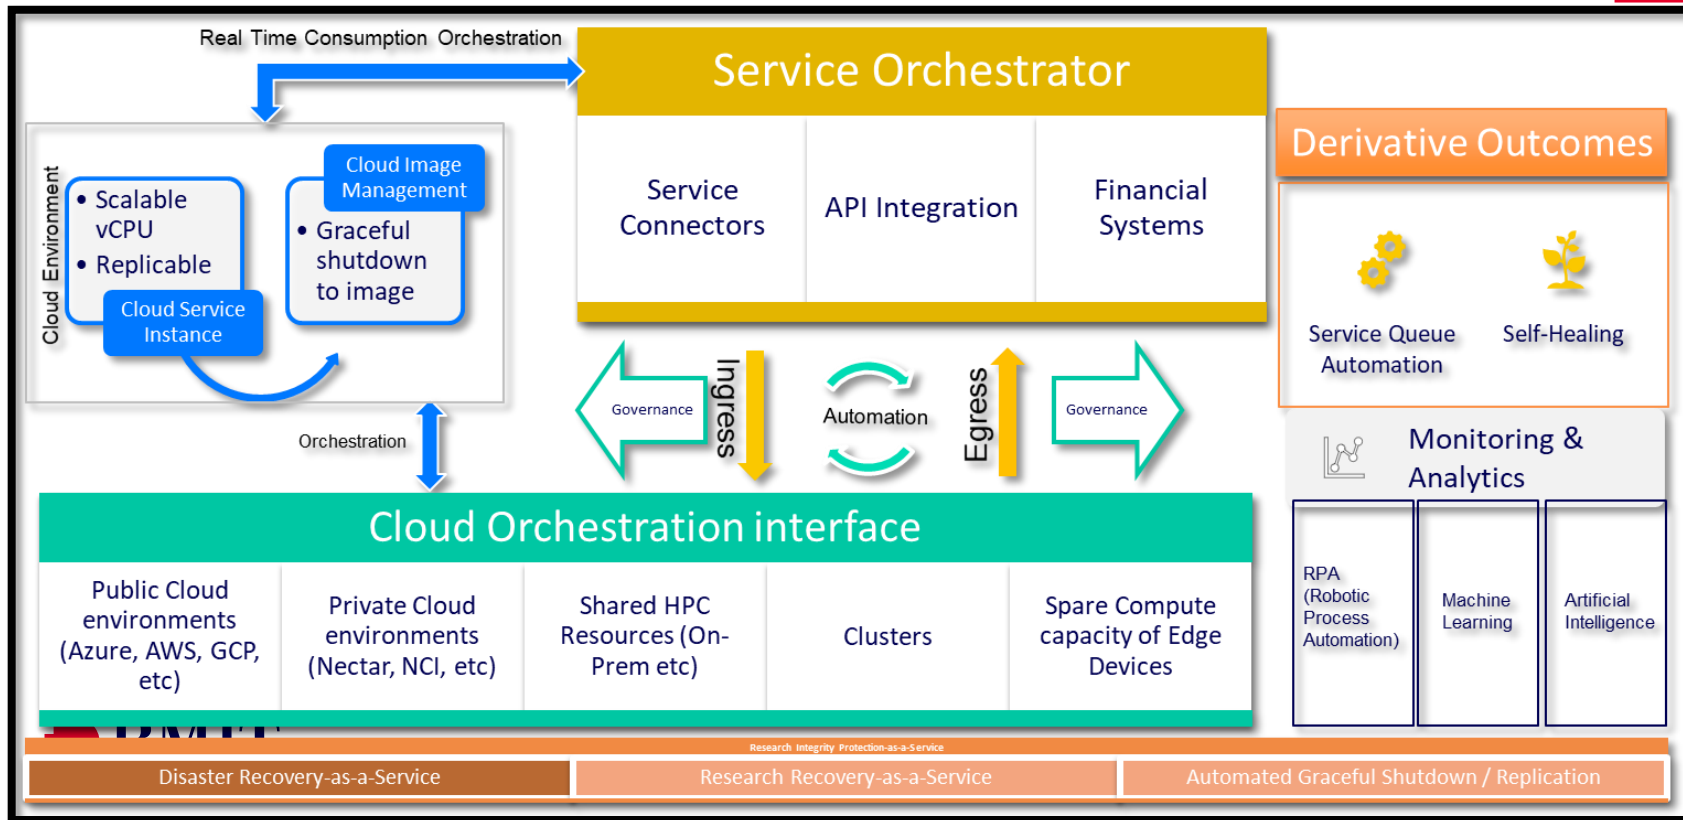 Real Time Consumption Orchestration
Service Orchestrator
Service
Connectors
API Integration
Financial
Systems
Derivative Outcomes
Service Queue
Automation
Self-Healing
Monitoring &
Analytics
RPA
(Robotic
Process
Automation)
Machine
Learning
Artificial
Intelligence
Cloud Environment
• Scalable
vCPU
• Replicable
Cloud Service
Instance
Cloud Image
Management
• Graceful
shutdown
to image
Orchestration
Governance
Ingress
Automation
Egress
Governance
Cloud Orchestration interface
Public Cloud
environments
(Azure, AWS, GCP,
etc)
Private Cloud
environments
(Nectar, NCI, etc)
Shared HPC
Resources (On-
Prem etc)
Clusters
Spare Compute
capacity of Edge
Devices
RMIT
Research Integrity Protection-as-a-Service
Disaster Recovery-as-a-Service
Research Recovery-as-a-Service
Automated Graceful Shutdown / Replication